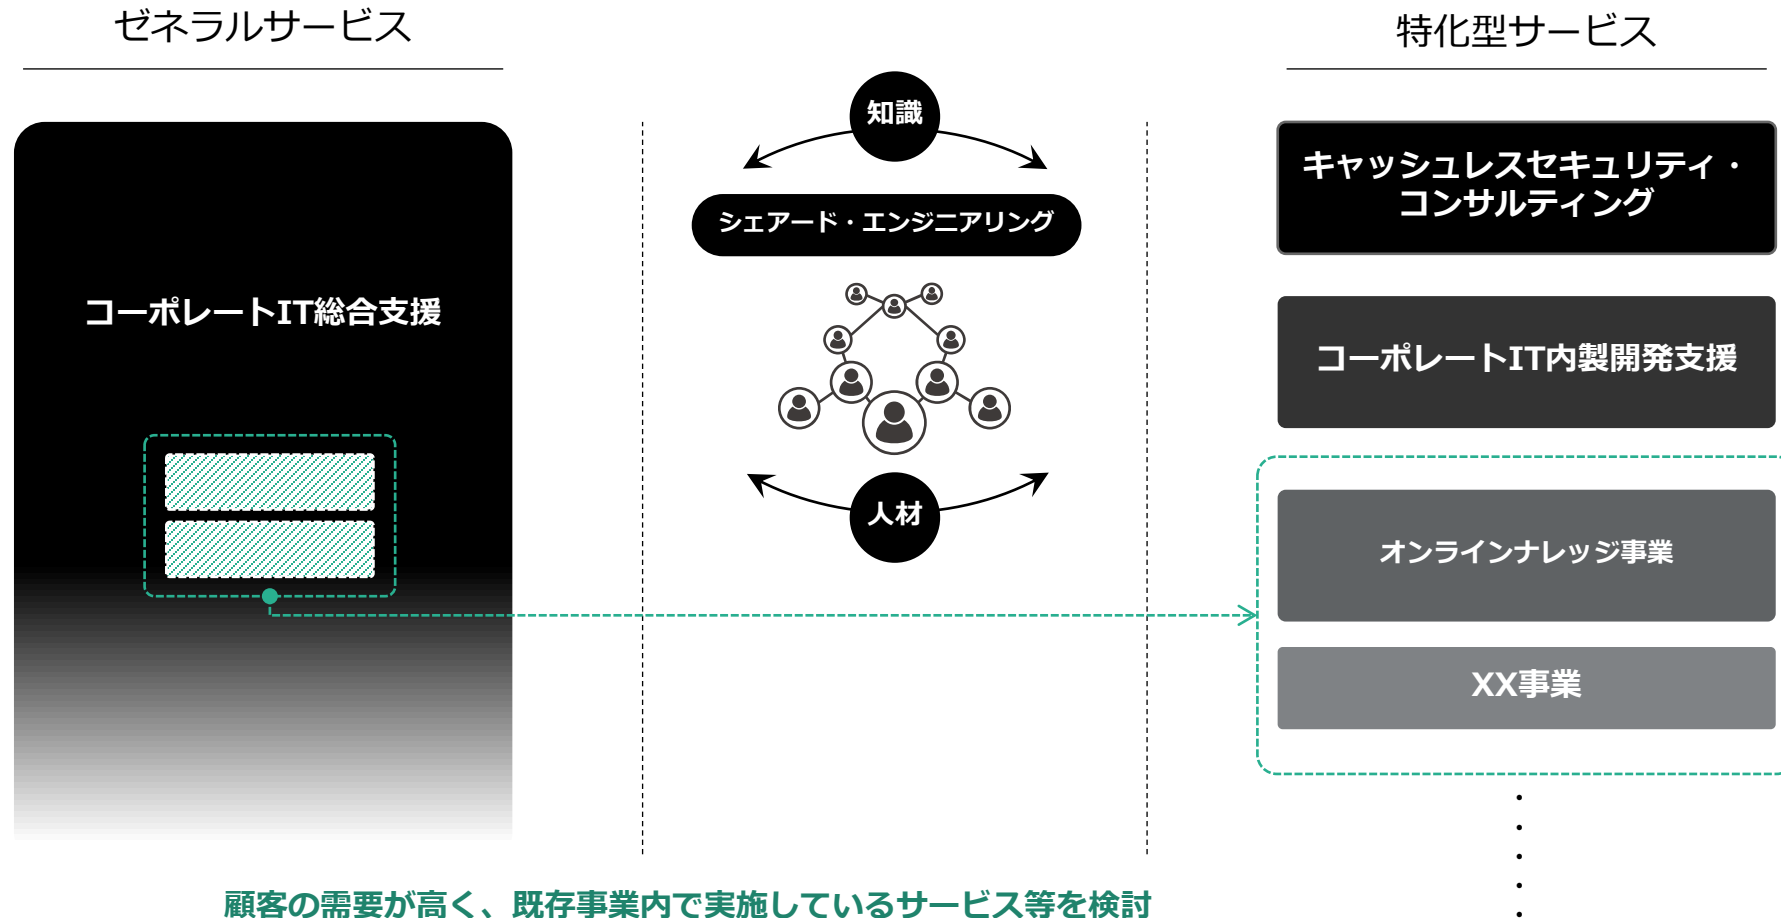 ゼネラルサービス
特化型サービス
知識
シェアード・エンジニアリング
人材
コーポレートIT総合支援
キャッシュレスセキュリティ・
コンサルティング
コーポレートIT内製開発支援
オンラインナレッジ事業
XX事業
顧客の需要が高く、既存事業内で実施しているサービス等を検討